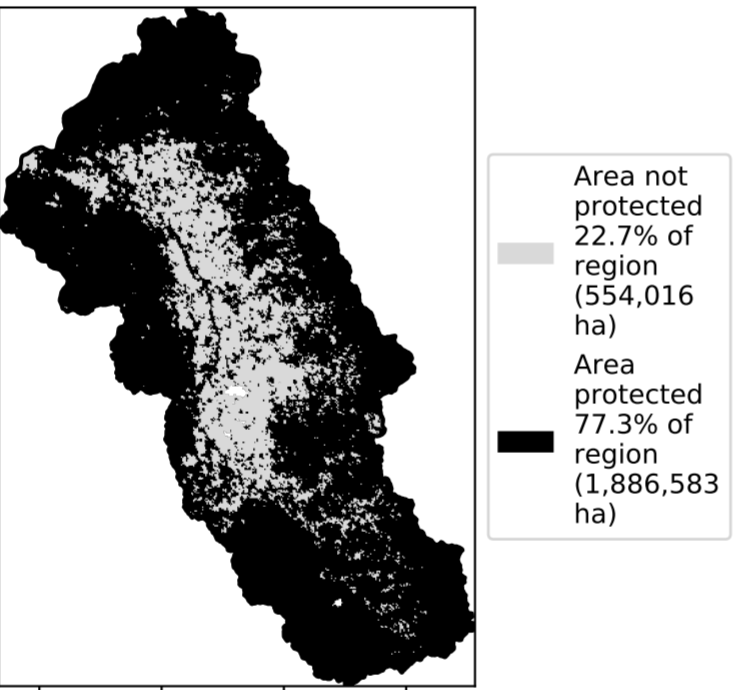 Area not
protected
22.7% of
region
(554,016
ha)
Area
protected
77.3% of
region
(1,886,583
ha)